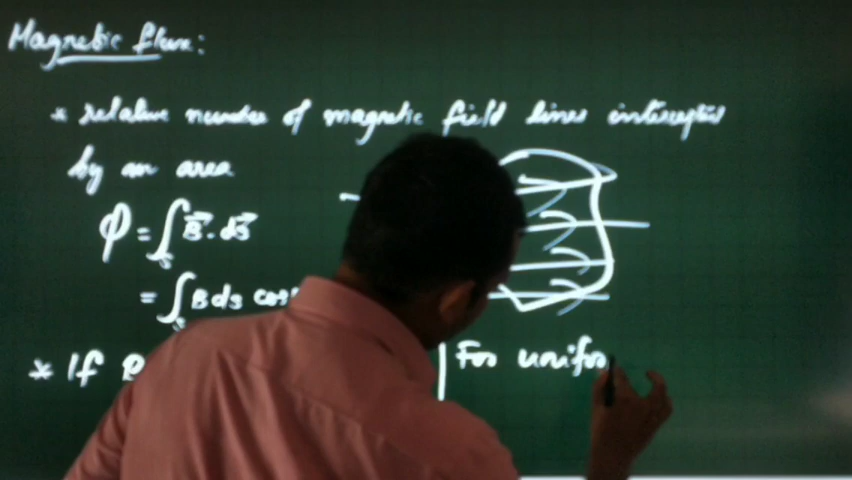 Magnetic flux:
* relative number of magnetic field lines intercepted
by an area
φ = ∫s B⃗. ds⃗
= ∫s B ds cos
* If
For unifo